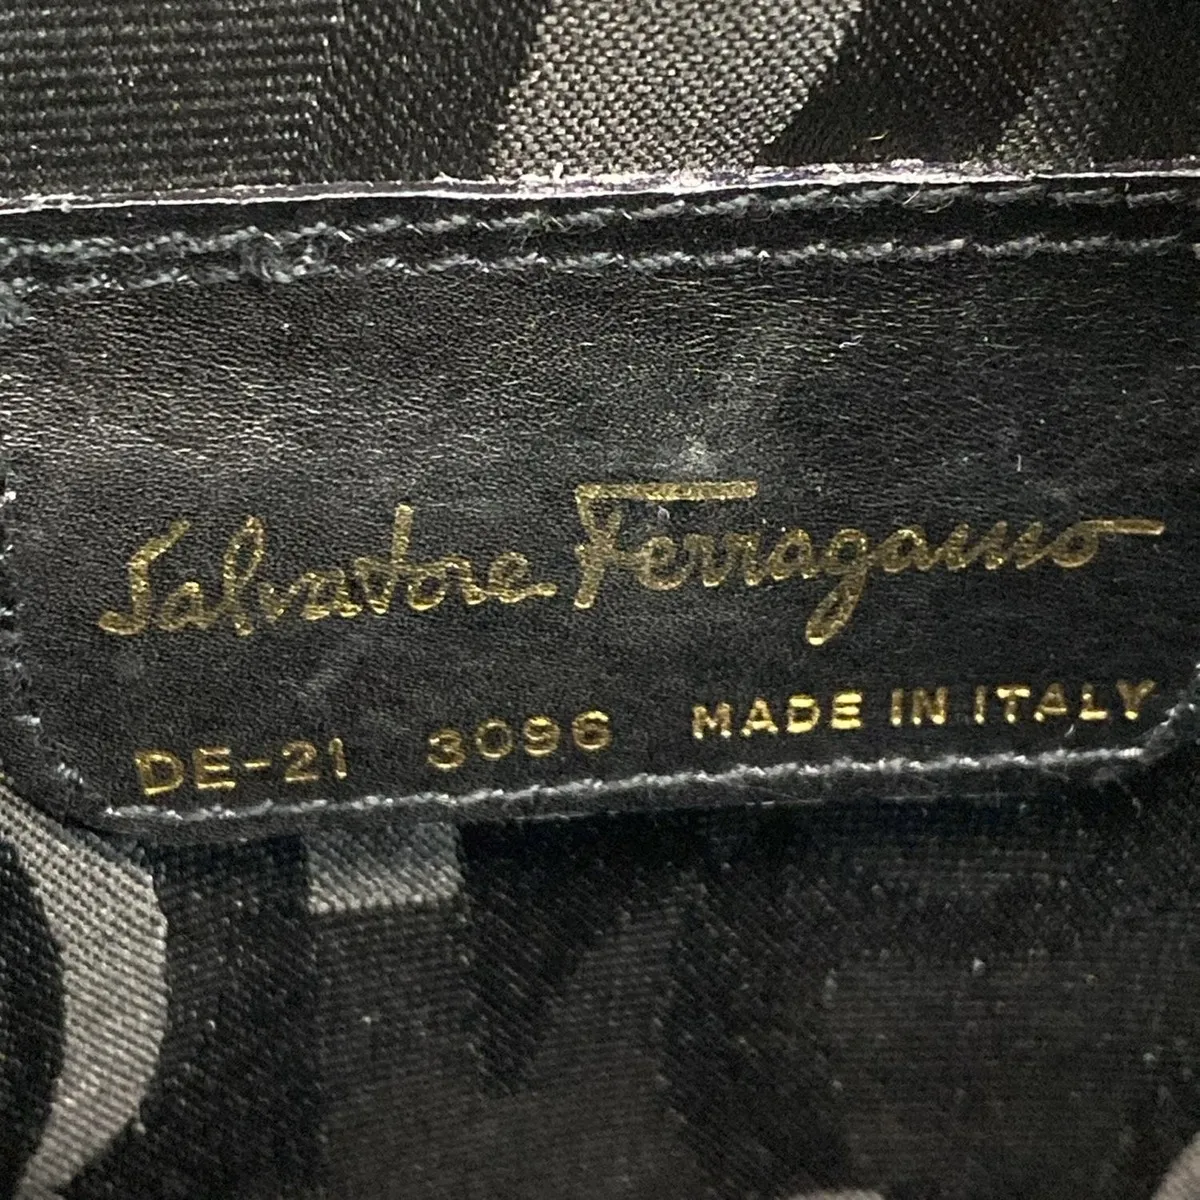 Salvatore Ferragamo
DE-21 3096 MADE IN ITALY